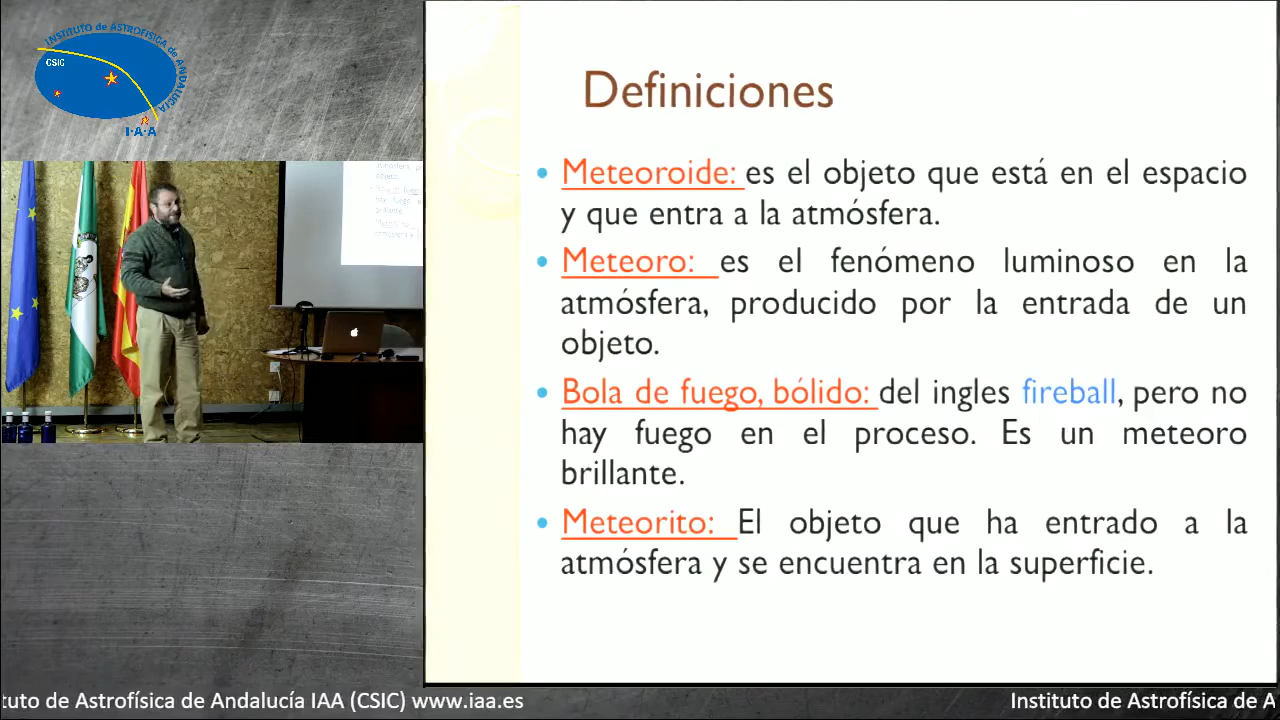 INSTITUTO de ASTROFÍSICA de ANDALUCÍA
CSIC
I-A-A
Definiciones
Meteoroide: es el objeto que está en el espacio
y que entra a la atmósfera.
Meteoro: es el fenómeno luminoso en la
atmósfera, producido por la entrada de un
objeto.
Bola de fuego, bólido: del ingles fireball, pero no
hay fuego en el proceso. Es un meteoro
brillante.
Meteorito: El objeto que ha entrado a la
atmósfera y se encuentra en la superficie.
tuto de Astrofísica de Andalucía IAA (CSIC) www.iaa.es
Instituto de Astrofísica de A